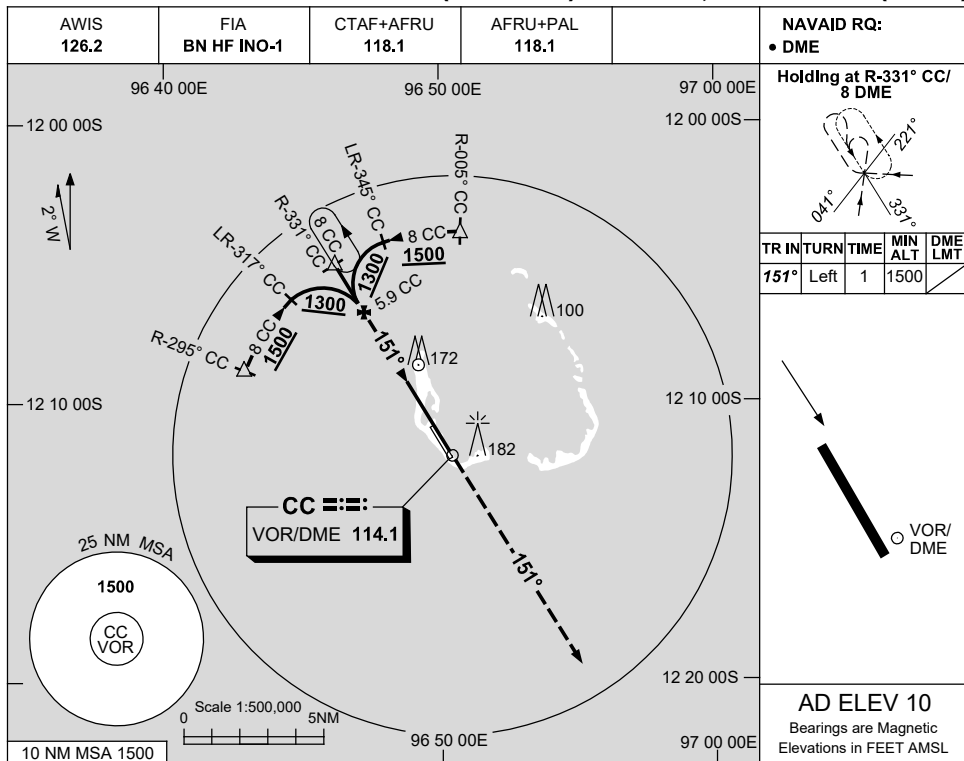 AWIS
126.2
FIA
BN HF INO-1
CTAF+AFRU
118.1
AFRU+PAL
118.1
NAVAID RQ:
• DME
96 40 00E
96 50 00E
97 00 00E
12 00 00S
12 00 00S
2° W
R-005° CC
LR-345° CC
R-331° CC
8 CC
8 CC
1500
1300
LR-317° CC
1300
5.9 CC
R-295° CC
8 CC
1500
151°
100
172
182
12 10 00S
12 10 00S
CC
VOR/DME 114.1
151°
25 NM MSA
1500
CC
VOR
12 20 00S
Scale 1:500,000
0
5NM
10 NM MSA 1500
96 50 00E
97 00 00E
Holding at R-331° CC/
8 DME
221°
041°
331°
TR IN TURN TIME MIN ALT DME LMT
151° Left 1 1500
VOR/
DME
AD ELEV 10
Bearings are Magnetic
Elevations in FEET AMSL